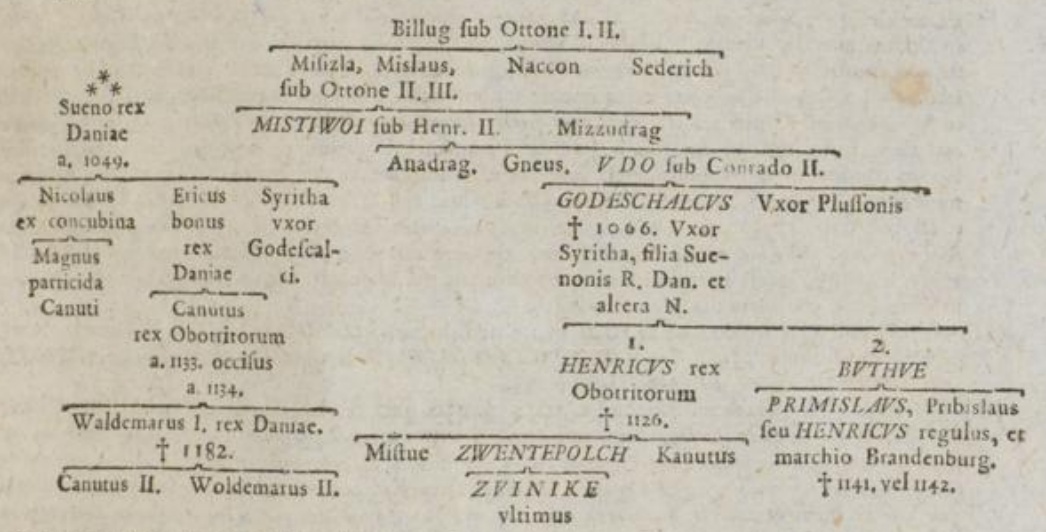 Billug ſub Ottone I. II.
Miſizla, Miſlaus, Naccon Sederich
ſub Ottone II. III.
MISTIWOI ſub Henr. II. Mizzudrag
Anadrag. Gneus. VDO ſub Conrado II.
GODESCHALCVS Vxor Pluſſonis
† 1066. Vxor
Syritha, filia Sue-
nonis R. Dan. et
altera N.
***
Sueno rex
Daniae
a. 1049.
Nicolaus
ex concubina
Magnus
parricida
Canuti
Ericus
bonus
rex
Daniae
Syritha
vxor
Godeſcal-
ci.
Canutus
rex Obotritorum
a. 1133. occiſus
a. 1134.
Waldemarus I. rex Daniae.
† 1182.
Canutus II. Woldemarus II.
1.
HENRICVS rex
Obotritorum
† 1126.
Miſtue ZWENTEPOLCH Kanutus
ZVINIKE
vltimus
2.
BVTHVE
PRIMISLAVS, Pribislaus
ſeu HENRICVS regulus, et
marchio Brandenburg.
† 1141. vel 1142.